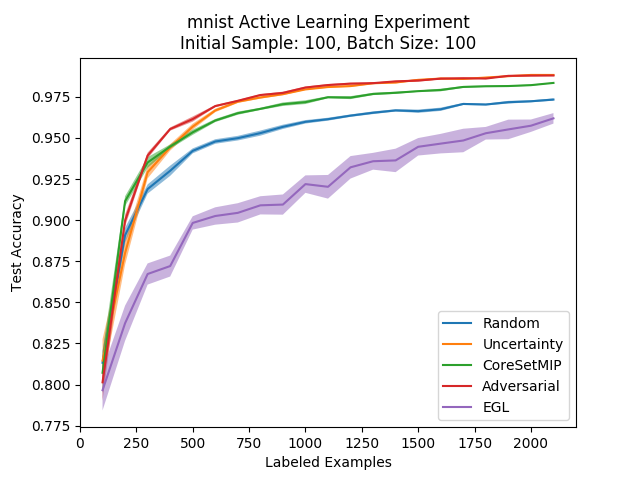 mnist Active Learning Experiment
Initial Sample: 100, Batch Size: 100
0.975
0.950
0.925
0.900
0.875
0.850
0.825
0.800
0.775
Test Accuracy
0 250 500 750 1000 1250 1500 1750 2000
Labeled Examples
Random
Uncertainty
CoreSetMIP
Adversarial
EGL